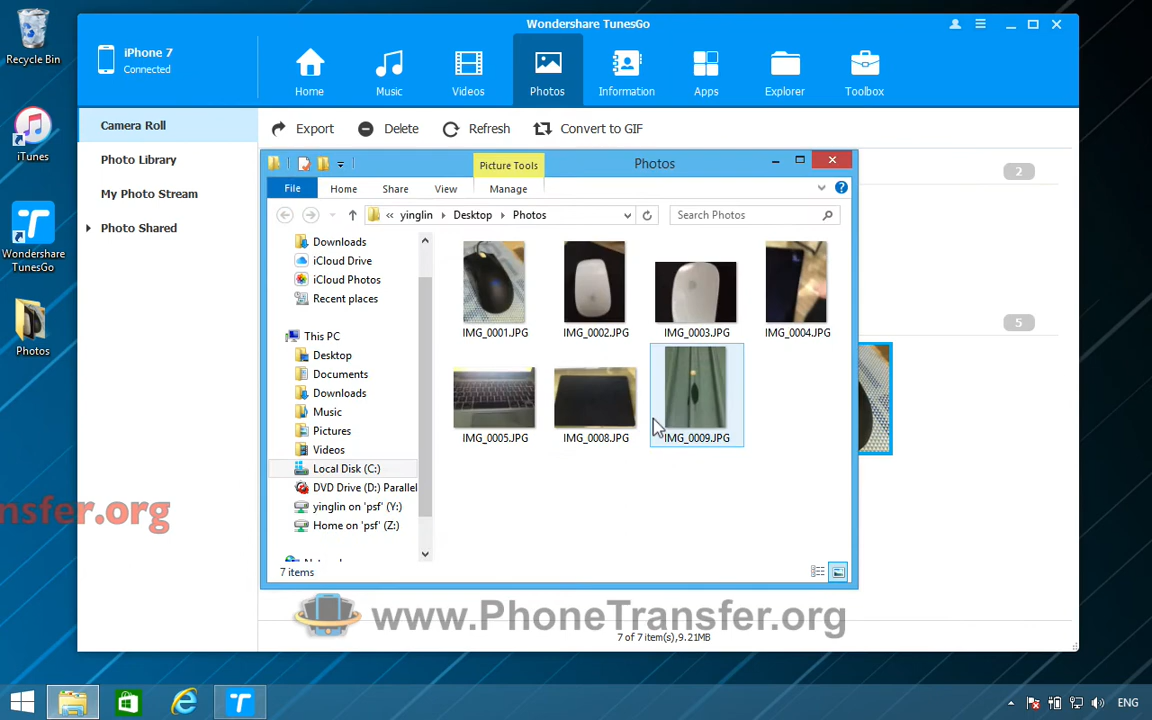 Recycle Bin
iTunes
Wondershare
TunesGo
Photos
Wondershare TunesGo
iPhone 7
Connected
Home
Music
Videos
Photos
Information
Apps
Explorer
Toolbox
Camera Roll
Photo Library
My Photo Stream
Photo Shared
Export
Delete
Refresh
Convert to GIF
2
5
Picture Tools
Photos
File
Home
Share
View
Manage
« yinglin
Desktop
Photos
Search Photos
Downloads
iCloud Drive
iCloud Photos
Recent places
This PC
Desktop
Documents
Downloads
Music
Pictures
Videos
Local Disk (C:)
DVD Drive (D:) Parallel
yinglin on 'psf' (Y:)
Home on 'psf' (Z:)
IMG_0001.JPG
IMG_0002.JPG
IMG_0003.JPG
IMG_0004.JPG
IMG_0005.JPG
IMG_0008.JPG
IMG_0009.JPG
7 items
nsfer.org
www.PhoneTransfer.org
7 of 7 item(s),9.21MB
ENG